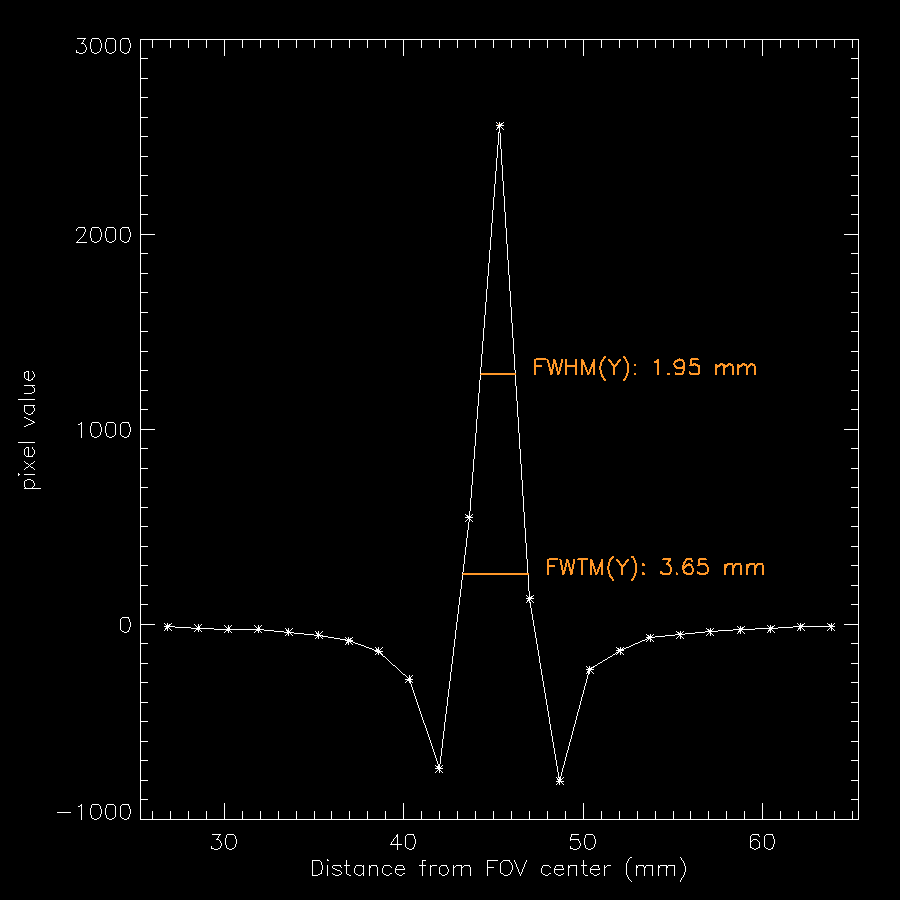 3000
2000
FWHM(Y): 1.95 mm
pixel value
1000
FWTM(Y): 3.65 mm
0
-1000
30 40 50 60
Distance from FOV center (mm)